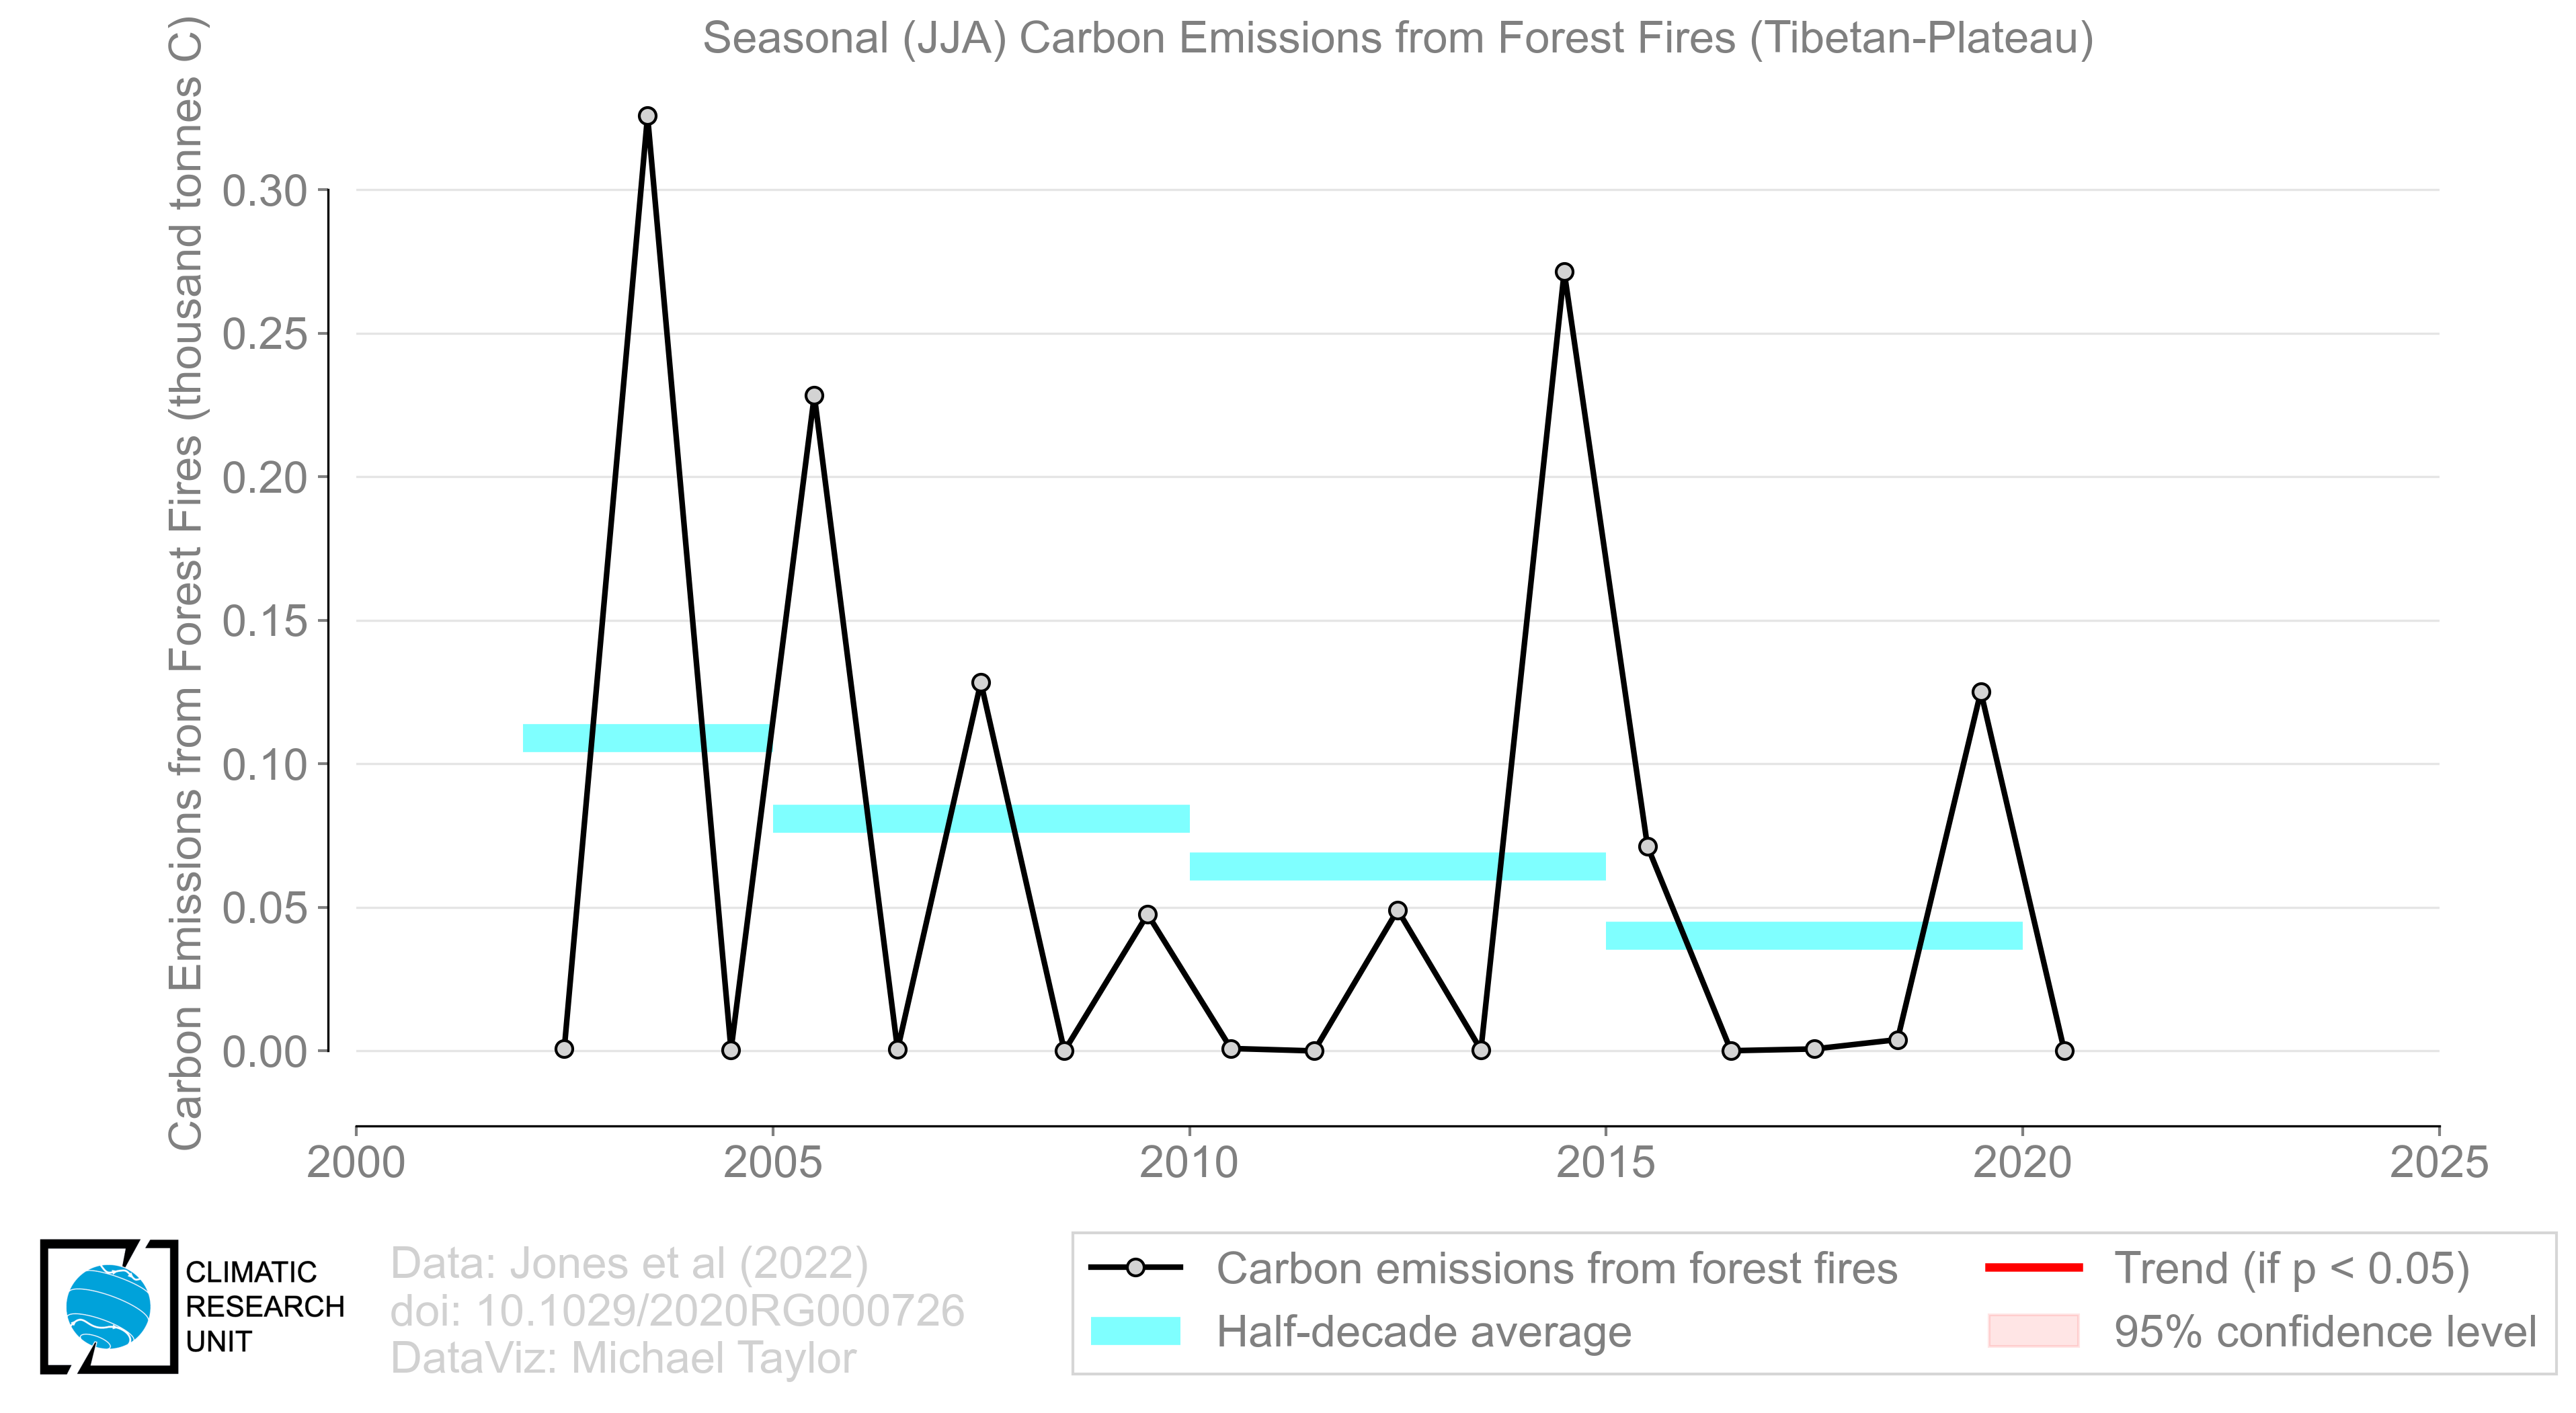 Seasonal (JJA) Carbon Emissions from Forest Fires (Tibetan-Plateau)
Carbon Emissions from Forest Fires (thousand tonnes C)
0.30
0.25
0.20
0.15
0.10
0.05
0.00
2000 2005 2010 2015 2020 2025
CLIMATIC
RESEARCH
UNIT
Data: Jones et al (2022)
doi: 10.1029/2020RG000726
DataViz: Michael Taylor
Carbon emissions from forest fires
Half-decade average
Trend (if p < 0.05)
95% confidence level